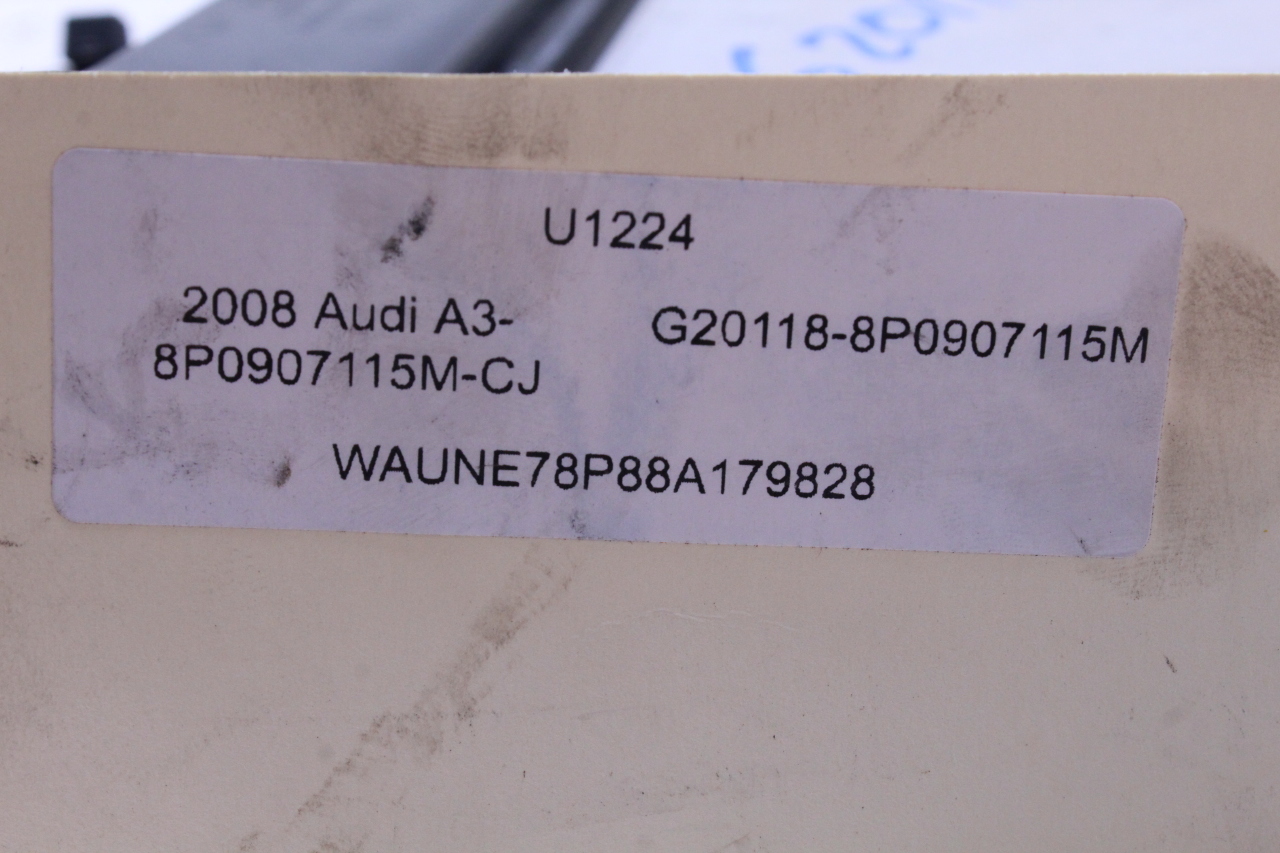 U1224
2008 Audi A3-
8P0907115M-CJ
G20118-8P0907115M
WAUNE78P88A179828